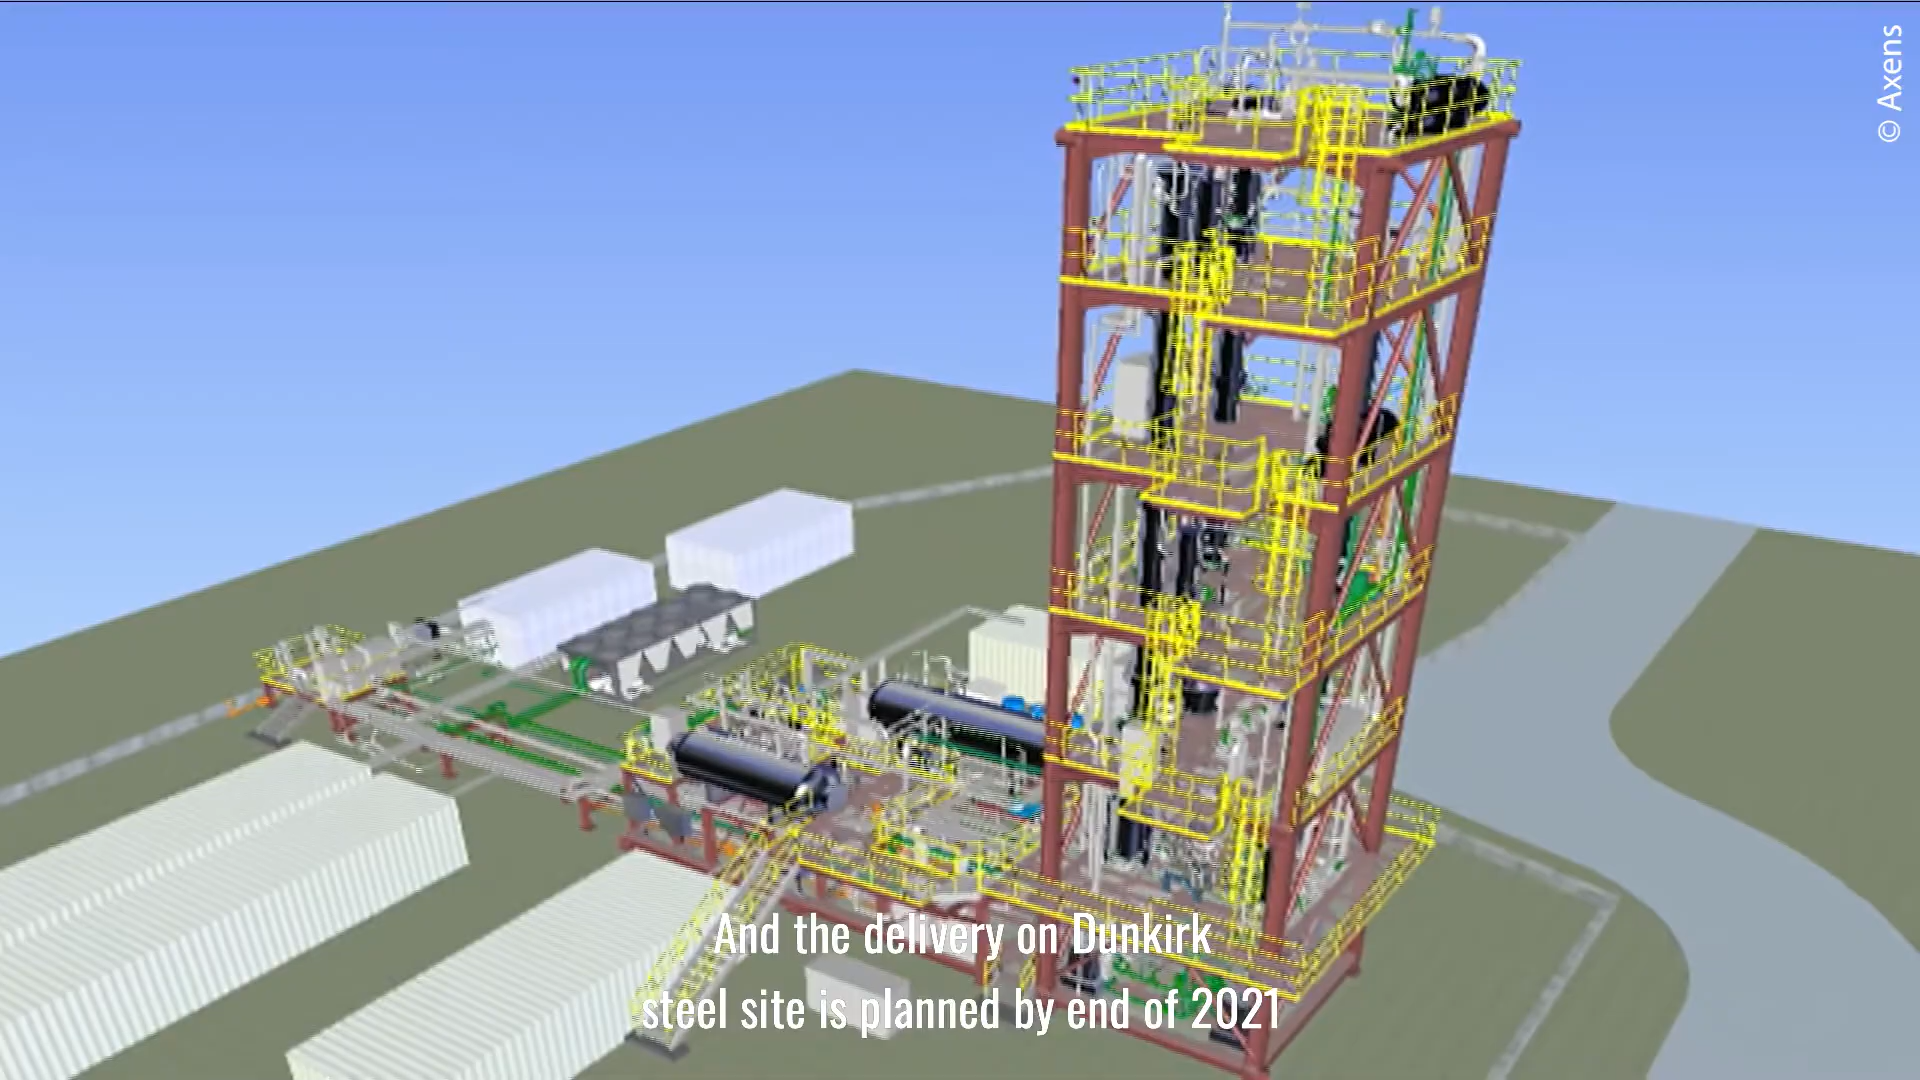 © Axens
And the delivery on Dunkirk
steel site is planned by end of 2021